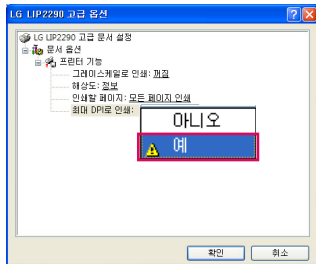 LG LIP2290 고급 옵션
LG LIP2290 고급 문서 설정
문서 옵션
프린터 기능
그레이스케일로 인쇄: 꺼짐
해상도: 정보
인쇄할 페이지: 모든 페이지 인쇄
최대 DPI로 인쇄:
아니오
예
확인
취소